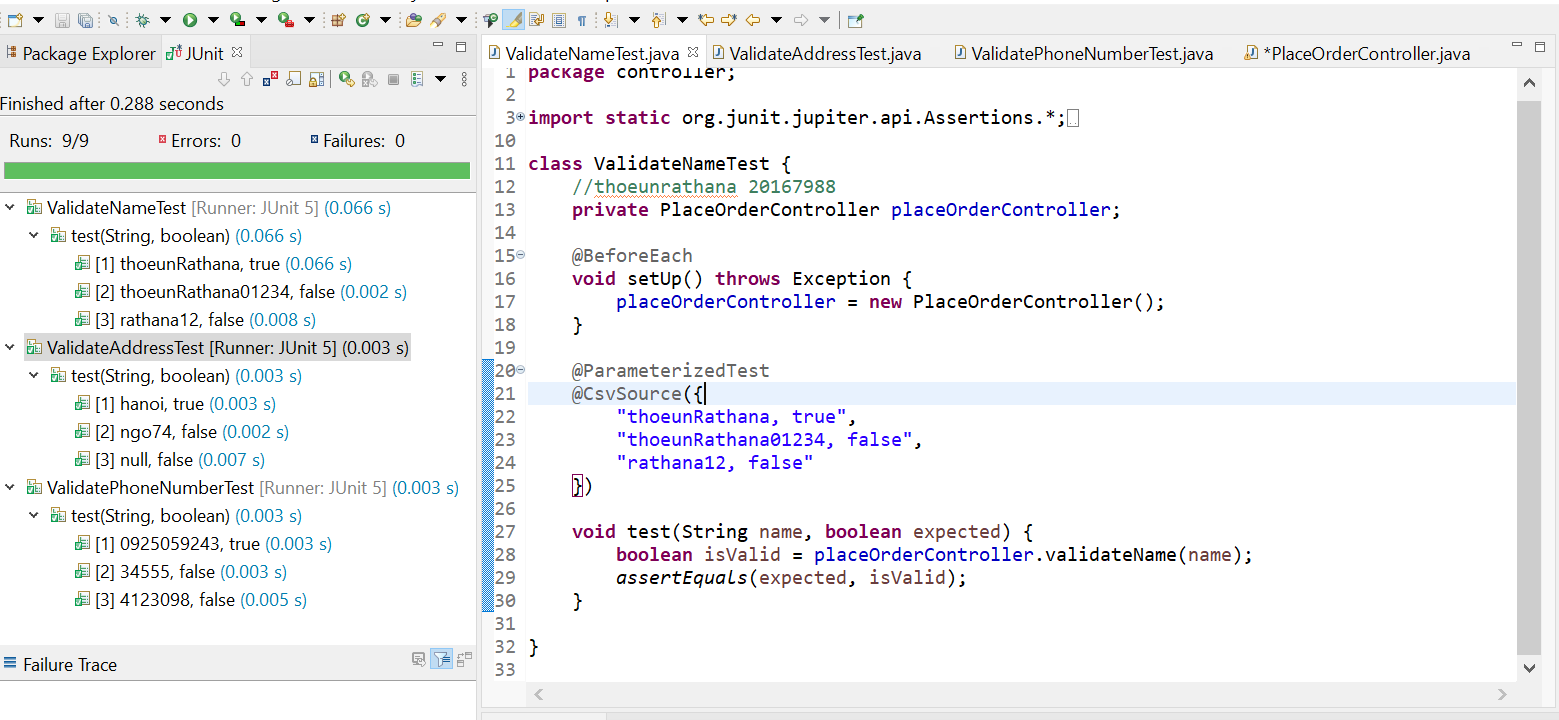 Package Explorer
JUnit
Finished after 0.288 seconds
Runs: 9/9
Errors: 0
Failures: 0
ValidateNameTest [Runner: JUnit 5] (0.066 s)
test(String, boolean) (0.066 s)
[1] thoeunRathana, true (0.066 s)
[2] thoeunRathana01234, false (0.002 s)
[3] rathana12, false (0.008 s)
ValidateAddressTest [Runner: JUnit 5] (0.003 s)
test(String, boolean) (0.003 s)
[1] hanoi, true (0.003 s)
[2] ngo74, false (0.002 s)
[3] null, false (0.007 s)
ValidatePhoneNumberTest [Runner: JUnit 5] (0.003 s)
test(String, boolean) (0.003 s)
[1] 0925059243, true (0.003 s)
[2] 34555, false (0.003 s)
[3] 4123098, false (0.005 s)
Failure Trace
ValidateNameTest.java
ValidateAddressTest.java
ValidatePhoneNumberTest.java
*PlaceOrderController.java
1 package controller;
2
3 import static org.junit.jupiter.api.Assertions.*;
10
11 class ValidateNameTest {
12 //thoeunrathana 20167988
13 private PlaceOrderController placeOrderController;
14
15 @BeforeEach
16 void setUp() throws Exception {
17 placeOrderController = new PlaceOrderController();
18 }
19
20 @ParameterizedTest
21 @CsvSource({
22 "thoeunRathana, true",
23 "thoeunRathana01234, false",
24 "rathana12, false"
25 })
26
27 void test(String name, boolean expected) {
28 boolean isValid = placeOrderController.validateName(name);
29 assertEquals(expected, isValid);
30 }
31
32 }
33